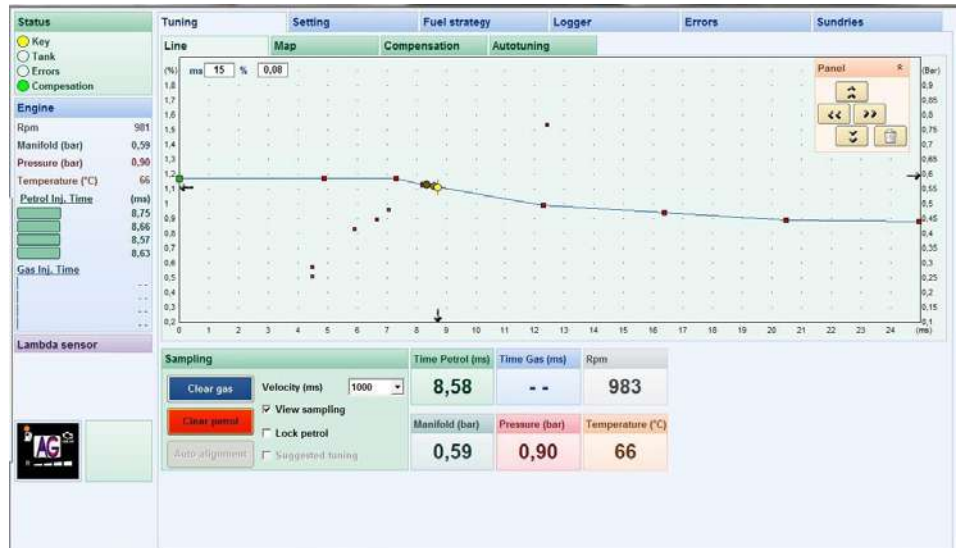 Status
Key
Tank
Errors
Compesation
Engine
Rpm 981
Manifold (bar) 0,59
Pressure (bar) 0,90
Temperature (°C) 66
Petrol Inj. Time (ms)
8,75
8,66
8,57
8,63
Gas Inj. Time
- -
- -
- -
- -
Lambda sensor
AG
Tuning Setting Fuel strategy Logger Errors Sundries
Line Map Compensation Autotuning
(%) ms 15 % 0,08 Panel (Bar)
1,8 0,9
1,7 0,85
1,6 0,8
1,5 0,75
1,4 0,7
1,3 0,65
1,2 0,6
1,1 0,55
1 0,5
0,9 0,45
0,8 0,4
0,7 0,35
0,6 0,3
0,5 0,25
0,4 0,2
0,3 0,15
0,2 0,1
0 1 2 3 4 5 6 7 8 9 10 11 12 13 14 15 16 17 18 19 20 21 22 23 24 (ms)
Sampling
Clear gas
Velocity (ms) 1000
View sampling
Clear petrol
Lock petrol
Auto alignment
Suggested tuning
Time Petrol (ms) Time Gas (ms) Rpm
8,58 - - 983
Manifold (bar) Pressure (bar) Temperature (°C)
0,59 0,90 66